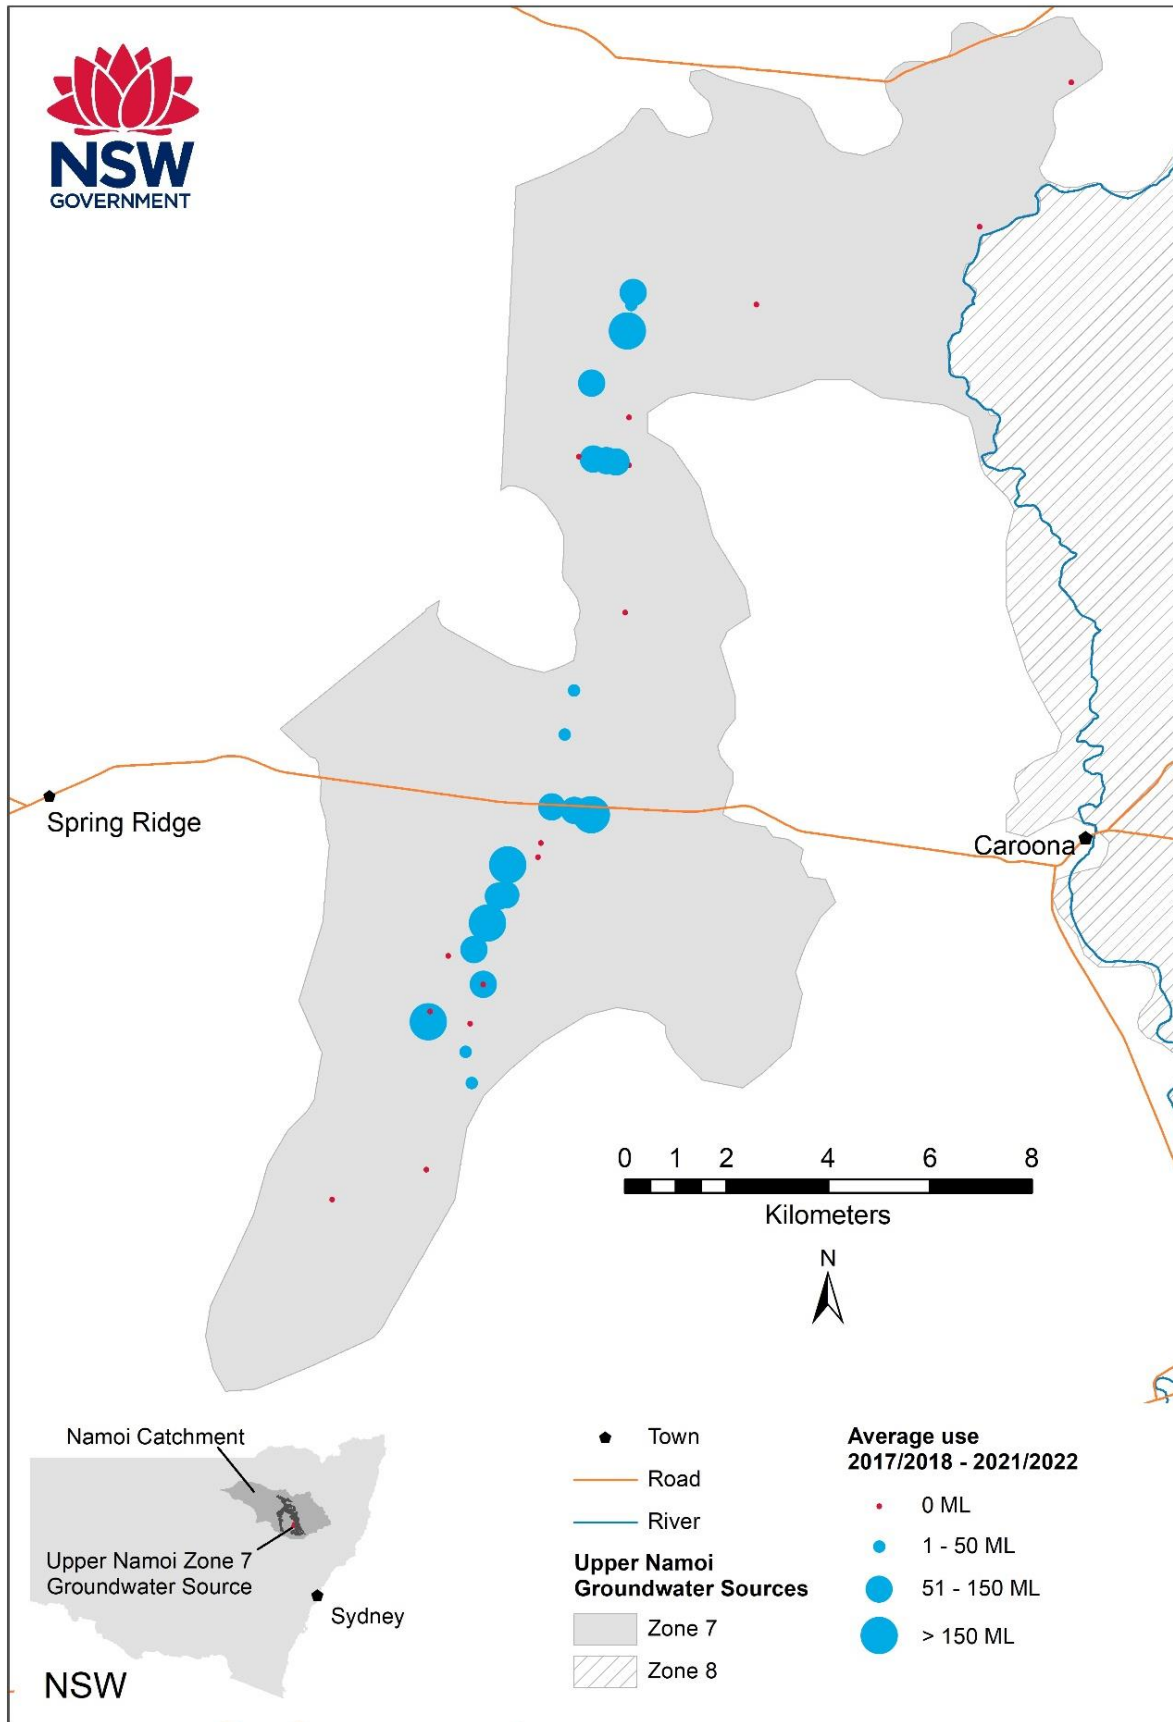 NSW
GOVERNMENT
Spring Ridge
Caroona
0 1 2 4 6 8
Kilometers
N
Namoi Catchment
Upper Namoi Zone 7
Groundwater Source
Sydney
NSW
Town
Road
River
Upper Namoi
Groundwater Sources
Zone 7
Zone 8
Average use
2017/2018 - 2021/2022
0 ML
1 - 50 ML
51 - 150 ML
> 150 ML